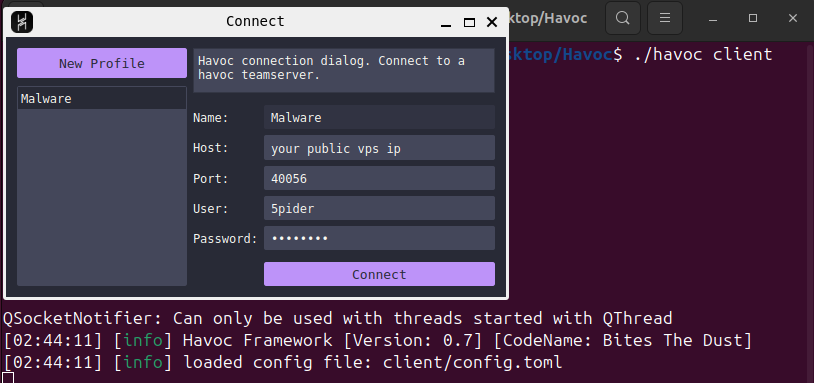 Connect
ktop/Havoc
New Profile
Havoc connection dialog. Connect to a
havoc teamserver.
sktop/Havoc$ ./havoc client
Malware
Name: Malware
Host: your public vps ip
Port: 40056
User: 5pider
Password: ••••••••
Connect
QSocketNotifier: Can only be used with threads started with QThread
[02:44:11] [info] Havoc Framework [Version: 0.7] [CodeName: Bites The Dust]
[02:44:11] [info] loaded config file: client/config.toml